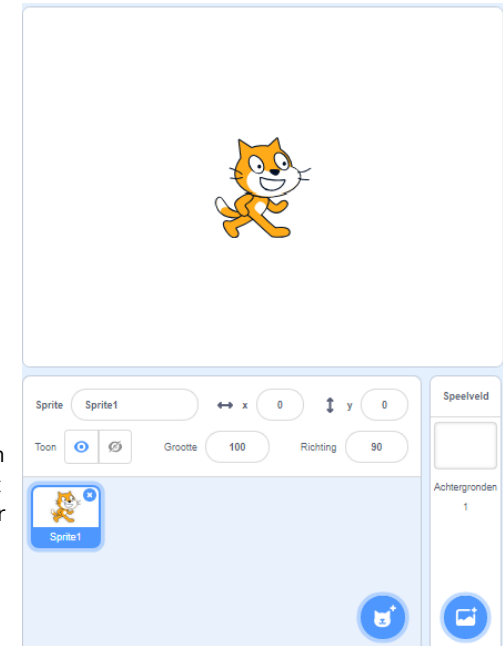 Sprite Sprite1 x 0 y 0
Toon Grootte 100 Richting 90
Sprite1
Speelveld
Achtergronden
1